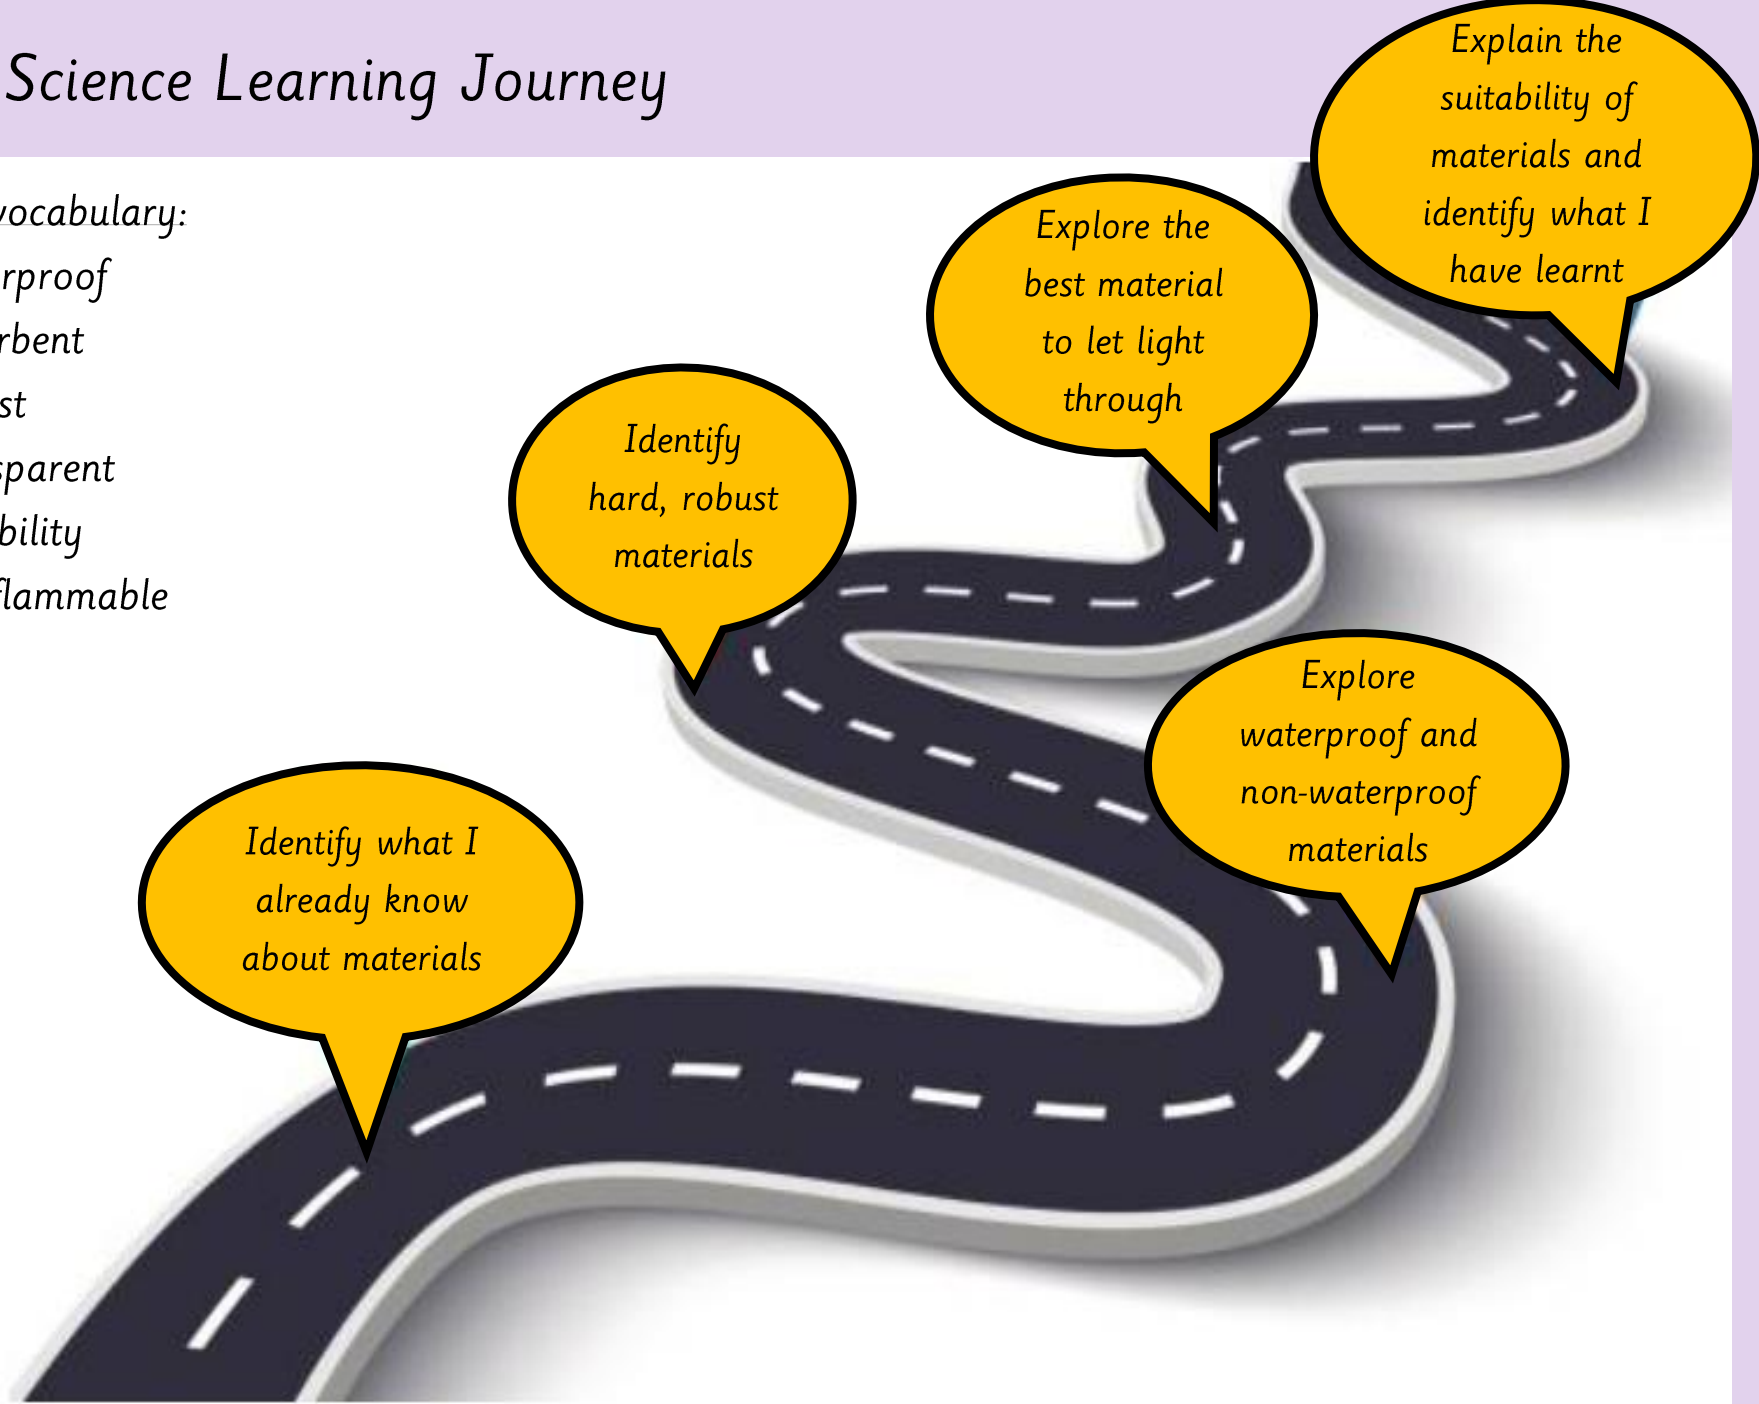 Science Learning Journey
vocabulary:
rproof
rbent
st
sparent
bility
flammable
Explain the
suitability of
materials and
identify what I
have learnt
Explore the
best material
to let light
through
Identify
hard, robust
materials
Explore
waterproof and
non-waterproof
materials
Identify what I
already know
about materials